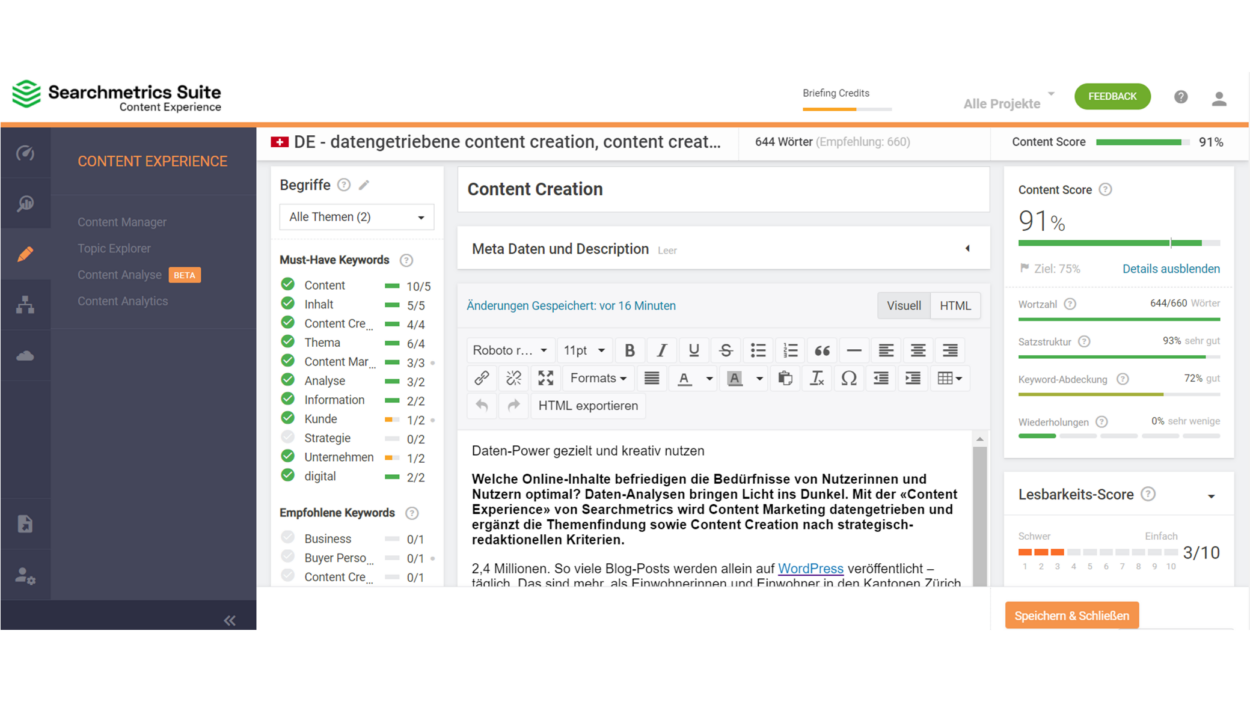 Searchmetrics Suite
Content Experience
Briefing Credits
Alle Projekte
FEEDBACK
CONTENT EXPERIENCE
Content Manager
Topic Explorer
Content Analyse BETA
Content Analytics
DE - datengetriebene content creation, content creat...
644 Wörter (Empfehlung: 660)
Content Score 91%
Begriffe
Alle Themen (2)
Must-Have Keywords
Content 10/5
Inhalt 5/5
Content Cre... 4/4
Thema 6/4
Content Mar... 3/3
Analyse 3/2
Information 2/2
Kunde 1/2
Strategie 0/2
Unternehmen 1/2
digital 2/2
Empfohlene Keywords
Business 0/1
Buyer Perso... 0/1
Content Cre... 0/1
Content Creation
Meta Daten und Description Leer
Änderungen Gespeichert: vor 16 Minuten
Visuell HTML
Roboto r... 11pt B I U S
Formats A A
HTML exportieren
Daten-Power gezielt und kreativ nutzen
Welche Online-Inhalte befriedigen die Bedürfnisse von Nutzerinnen und
Nutzern optimal? Daten-Analysen bringen Licht ins Dunkel. Mit der «Content
Experience» von Searchmetrics wird Content Marketing datengetrieben und
ergänzt die Themenfindung sowie Content Creation nach strategisch-
redaktionellen Kriterien.
2,4 Millionen. So viele Blog-Posts werden allein auf WordPress veröffentlicht –
täglich. Das sind mehr, als Einwohnerinnen und Einwohner in den Kantonen Zürich
Content Score
91%
Ziel: 75% Details ausblenden
Wortzahl 644/660 Wörter
Satzstruktur 93% sehr gut
Keyword-Abdeckung 72% gut
Wiederholungen 0% sehr wenige
Lesbarkeits-Score
Schwer Einfach
3/10
1 2 3 4 5 6 7 8 9 10
Speichern & Schließen